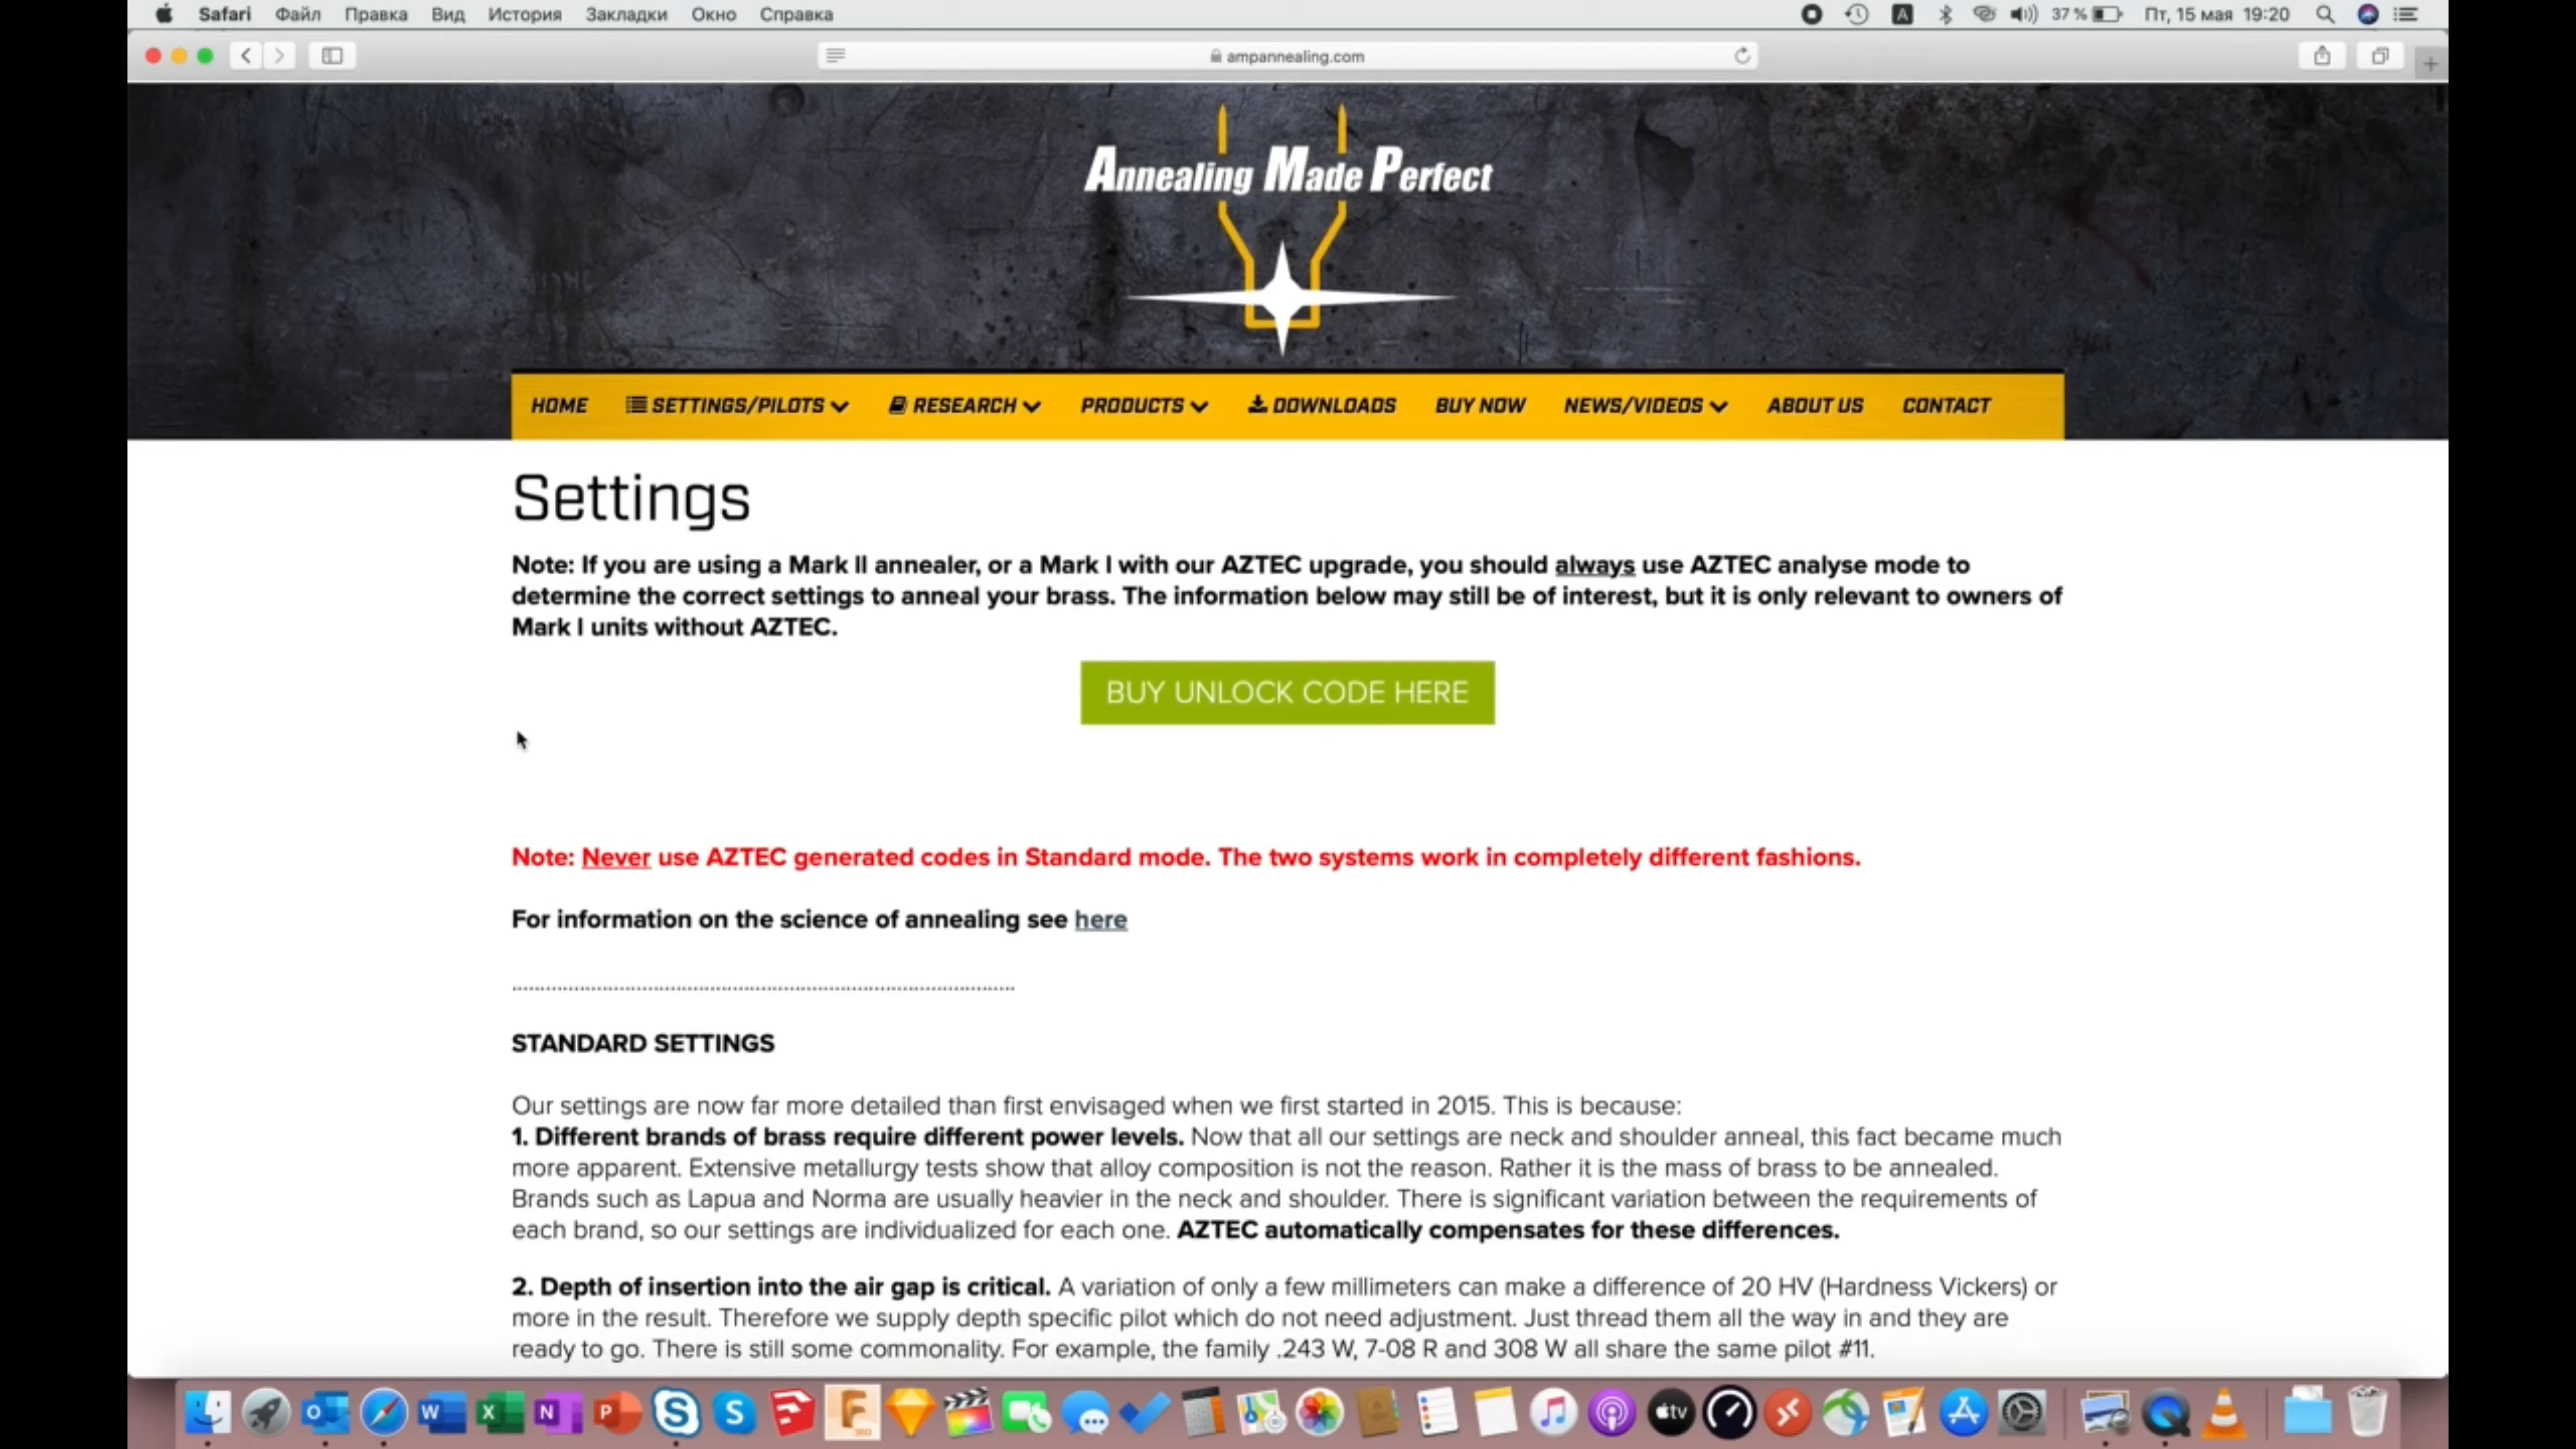 Safari Файл Правка Вид История Закладки Окно Справка
A 37 % Пт, 15 мая 19:20
ampannealing.com
Annealing Made Perfect
HOME SETTINGS/PILOTS RESEARCH PRODUCTS DOWNLOADS BUY NOW NEWS/VIDEOS ABOUT US CONTACT
Settings
Note: If you are using a Mark II annealer, or a Mark I with our AZTEC upgrade, you should always use AZTEC analyse mode to
determine the correct settings to anneal your brass. The information below may still be of interest, but it is only relevant to owners of
Mark I units without AZTEC.
BUY UNLOCK CODE HERE
Note: Never use AZTEC generated codes in Standard mode. The two systems work in completely different fashions.
For information on the science of annealing see here
STANDARD SETTINGS
Our settings are now far more detailed than first envisaged when we first started in 2015. This is because:
1. Different brands of brass require different power levels. Now that all our settings are neck and shoulder anneal, this fact became much
more apparent. Extensive metallurgy tests show that alloy composition is not the reason. Rather it is the mass of brass to be annealed.
Brands such as Lapua and Norma are usually heavier in the neck and shoulder. There is significant variation between the requirements of
each brand, so our settings are individualized for each one. AZTEC automatically compensates for these differences.
2. Depth of insertion into the air gap is critical. A variation of only a few millimeters can make a difference of 20 HV (Hardness Vickers) or
more in the result. Therefore we supply depth specific pilot which do not need adjustment. Just thread them all the way in and they are
ready to go. There is still some commonality. For example, the family .243 W, 7-08 R and 308 W all share the same pilot #11.
O W X N P S S F 360 tv